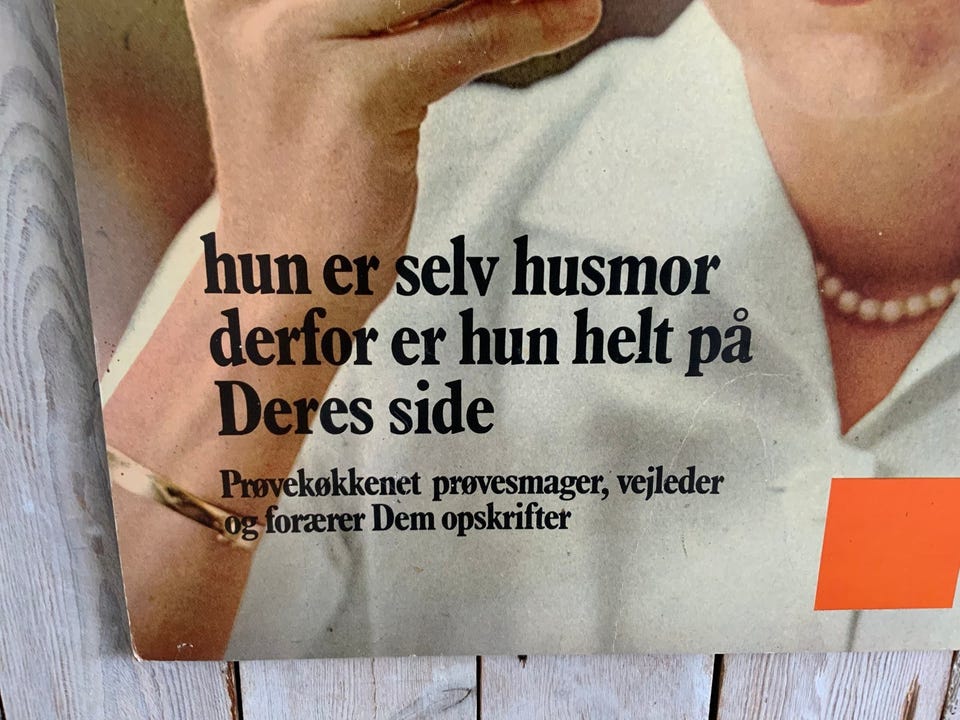 hun er selv husmor
derfor er hun helt på
Deres side
Prøvekøkkenet prøvesmager, vejleder
og forærer Dem opskrifter